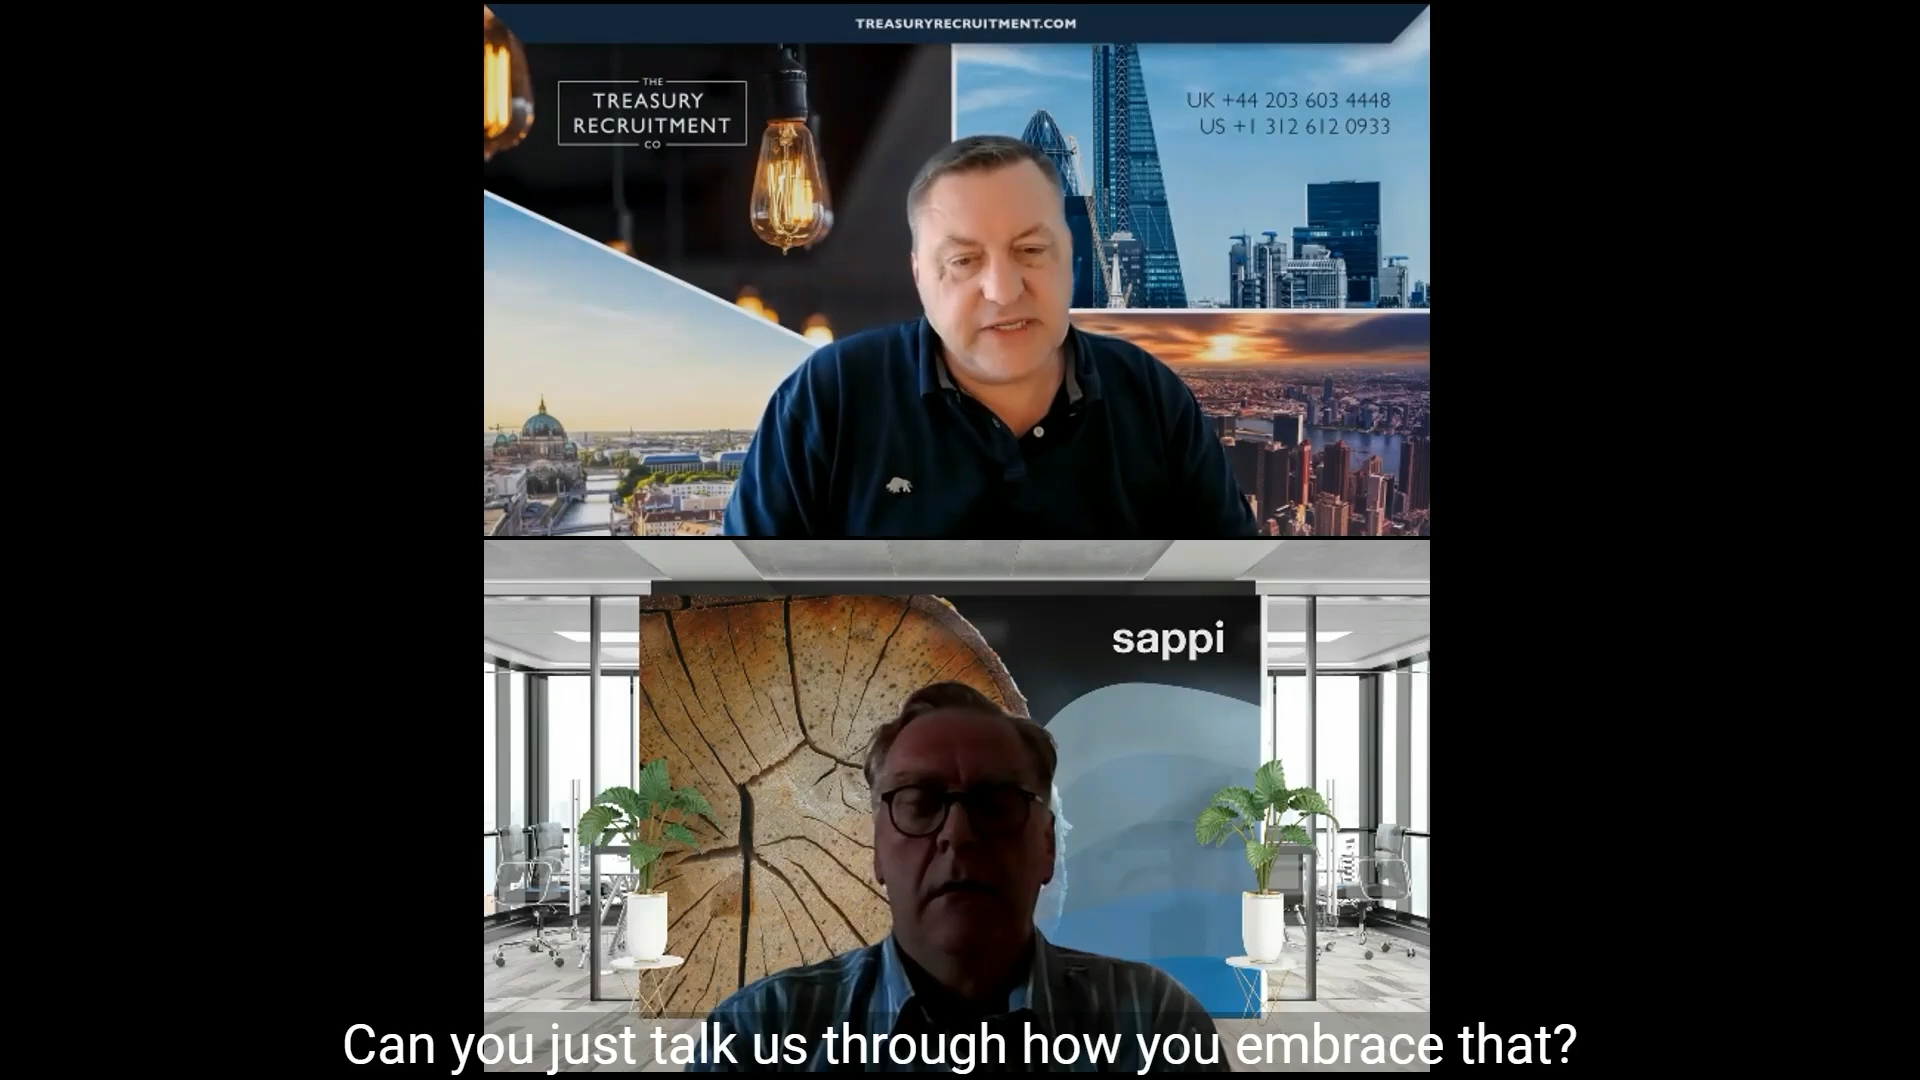 TREASURYRECRUITMENT.COM
THE
TREASURY
RECRUITMENT
CO
UK +44 203 603 4448
US +1 312 612 0933
sappi
Can you just talk us through how you embrace that?